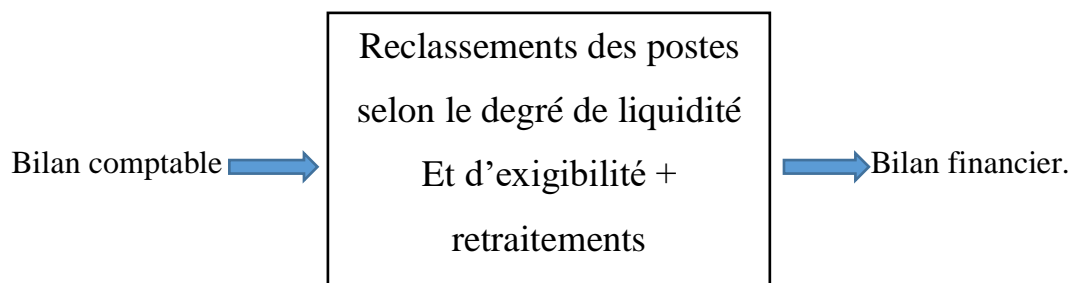 Reclassements des postes
selon le degré de liquidité
Bilan comptable
Et d'exigibilité +
Bilan financier.
retraitements